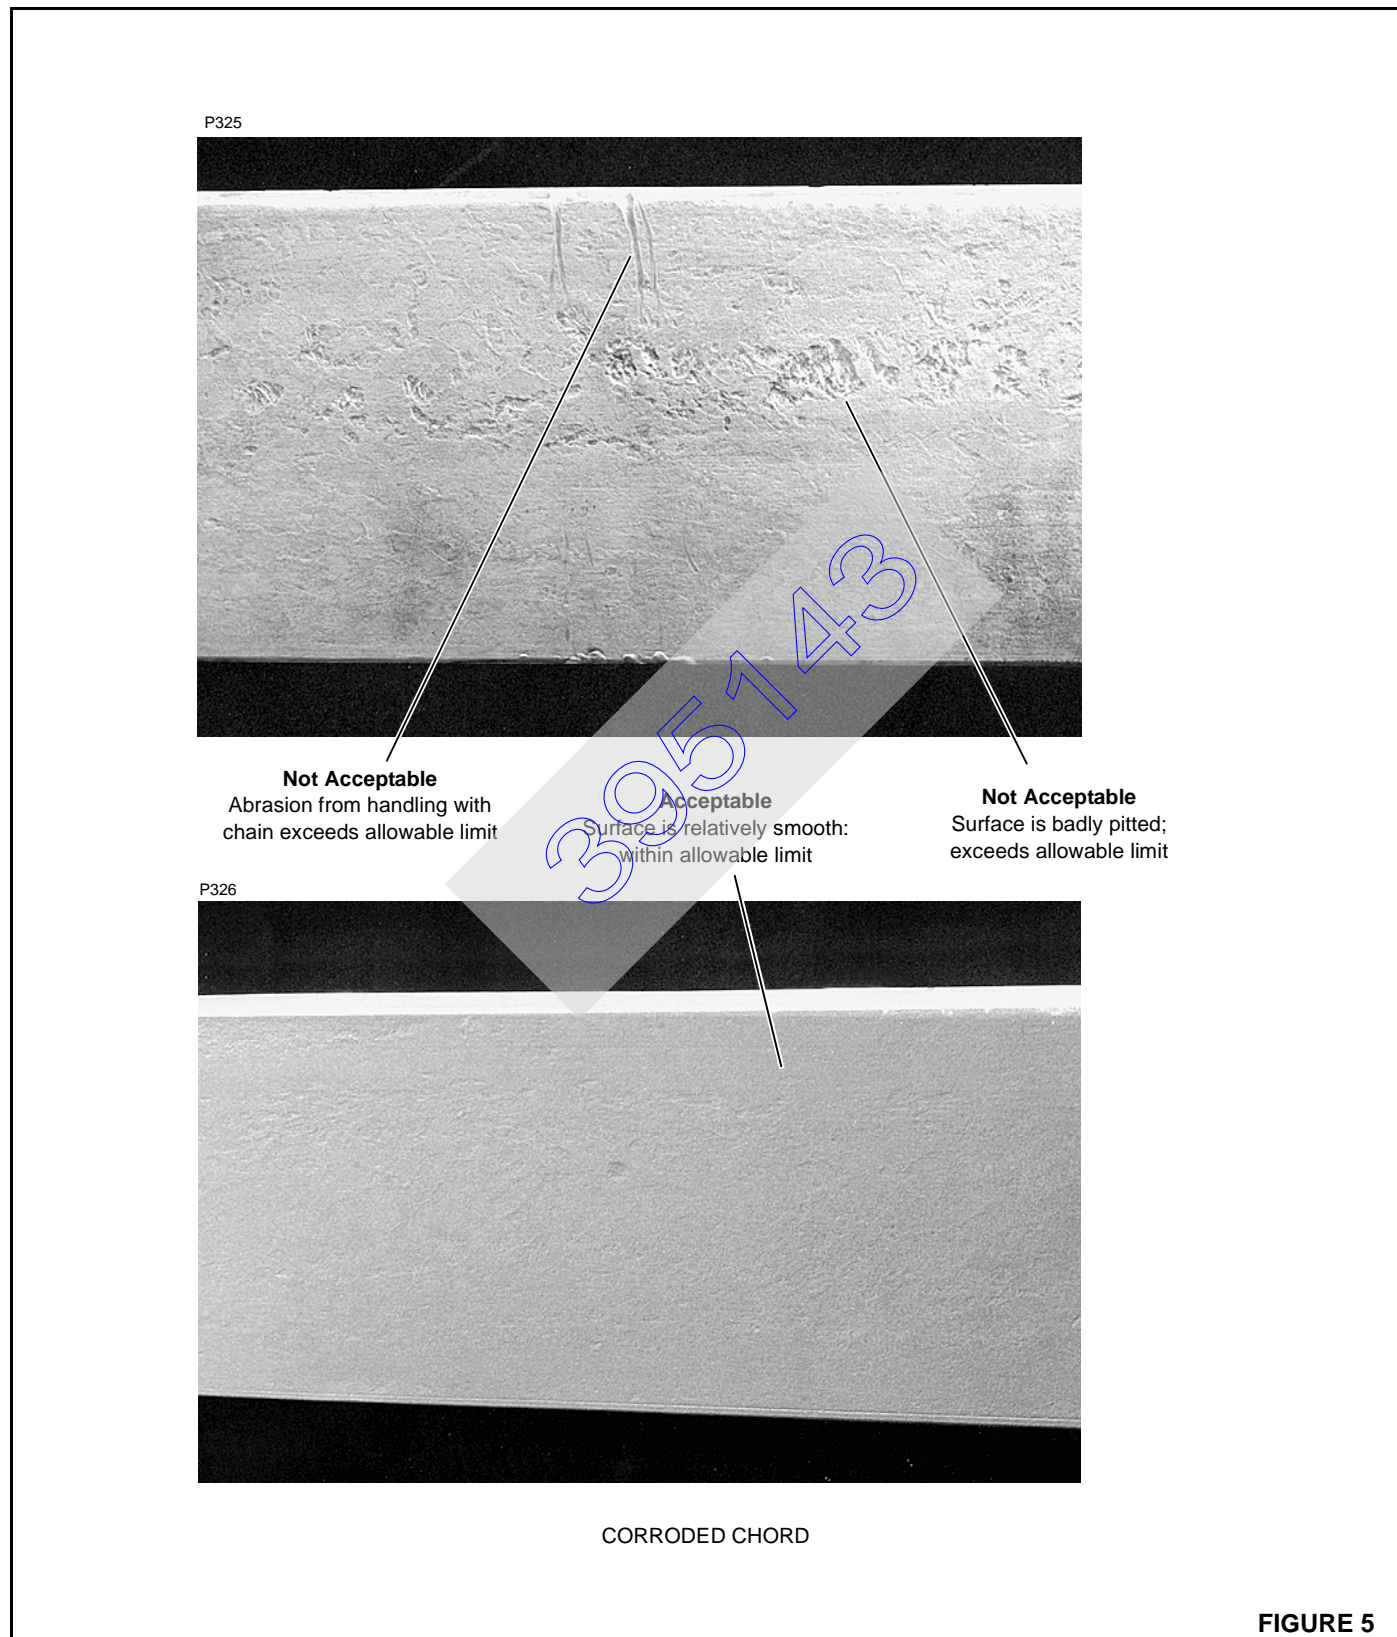 P325
Not Acceptable
Abrasion from handling with
chain exceeds allowable limit
Acceptable
Surface is relatively smooth:
within allowable limit
Not Acceptable
Surface is badly pitted;
exceeds allowable limit
395143
P326
CORRODED CHORD
FIGURE 5